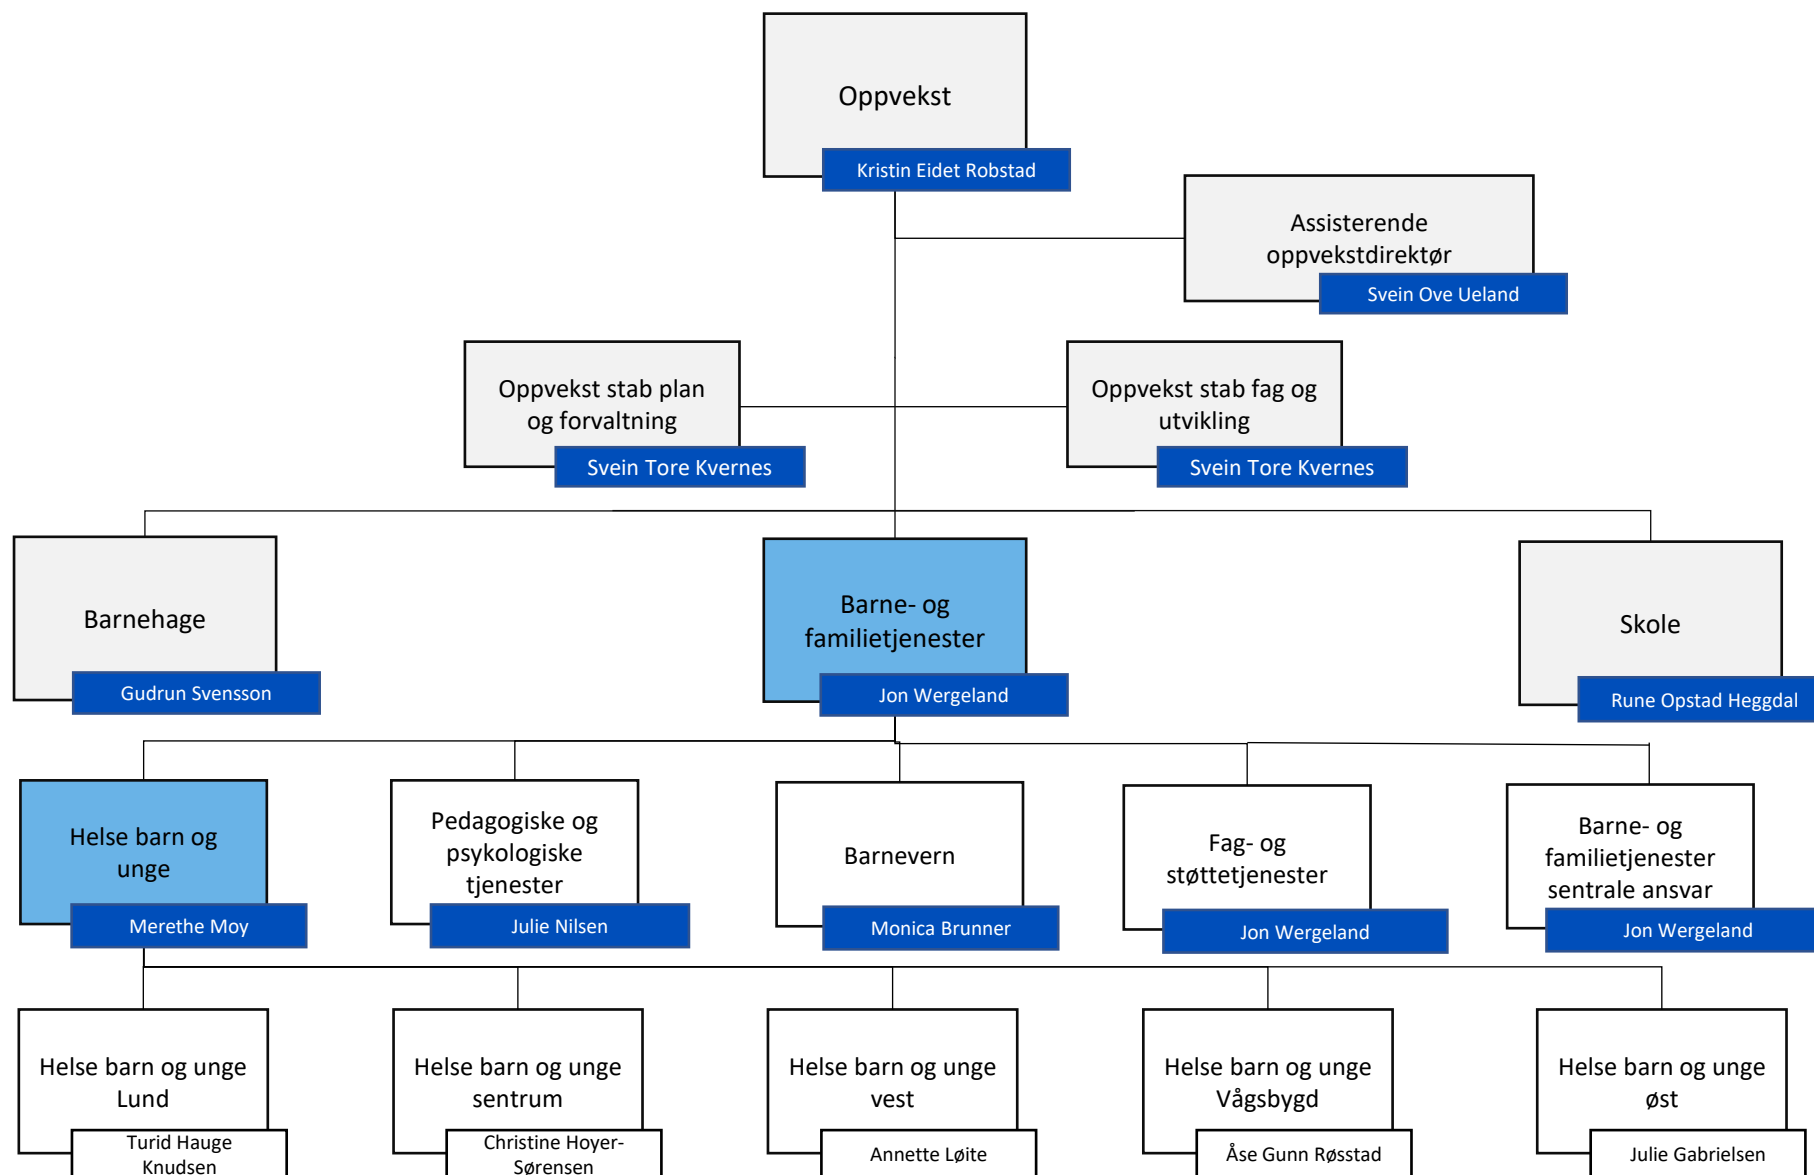 Oppvekst
Kristin Eidet Robstad
Assisterende
oppvekstdirektør
Svein Ove Ueland
Oppvekst stab plan
og forvaltning
Svein Tore Kvernes
Oppvekst stab fag og
utvikling
Svein Tore Kvernes
Barnehage
Gudrun Svensson
Barne- og
familietjenester
Jon Wergeland
Skole
Rune Opstad Heggdal
Helse barn og
unge
Merethe Moy
Pedagogiske og
psykologiske
tjenester
Julie Nilsen
Barnevern
Monica Brunner
Fag- og
støttetjenester
Jon Wergeland
Barne- og
familietjenester
sentrale ansvar
Jon Wergeland
Helse barn og unge
Lund
Turid Hauge
Knudsen
Helse barn og unge
sentrum
Christine Hoyer-
Sørensen
Helse barn og unge
vest
Annette Løite
Helse barn og unge
Vågsbygd
Åse Gunn Røsstad
Helse barn og unge
øst
Julie Gabrielsen